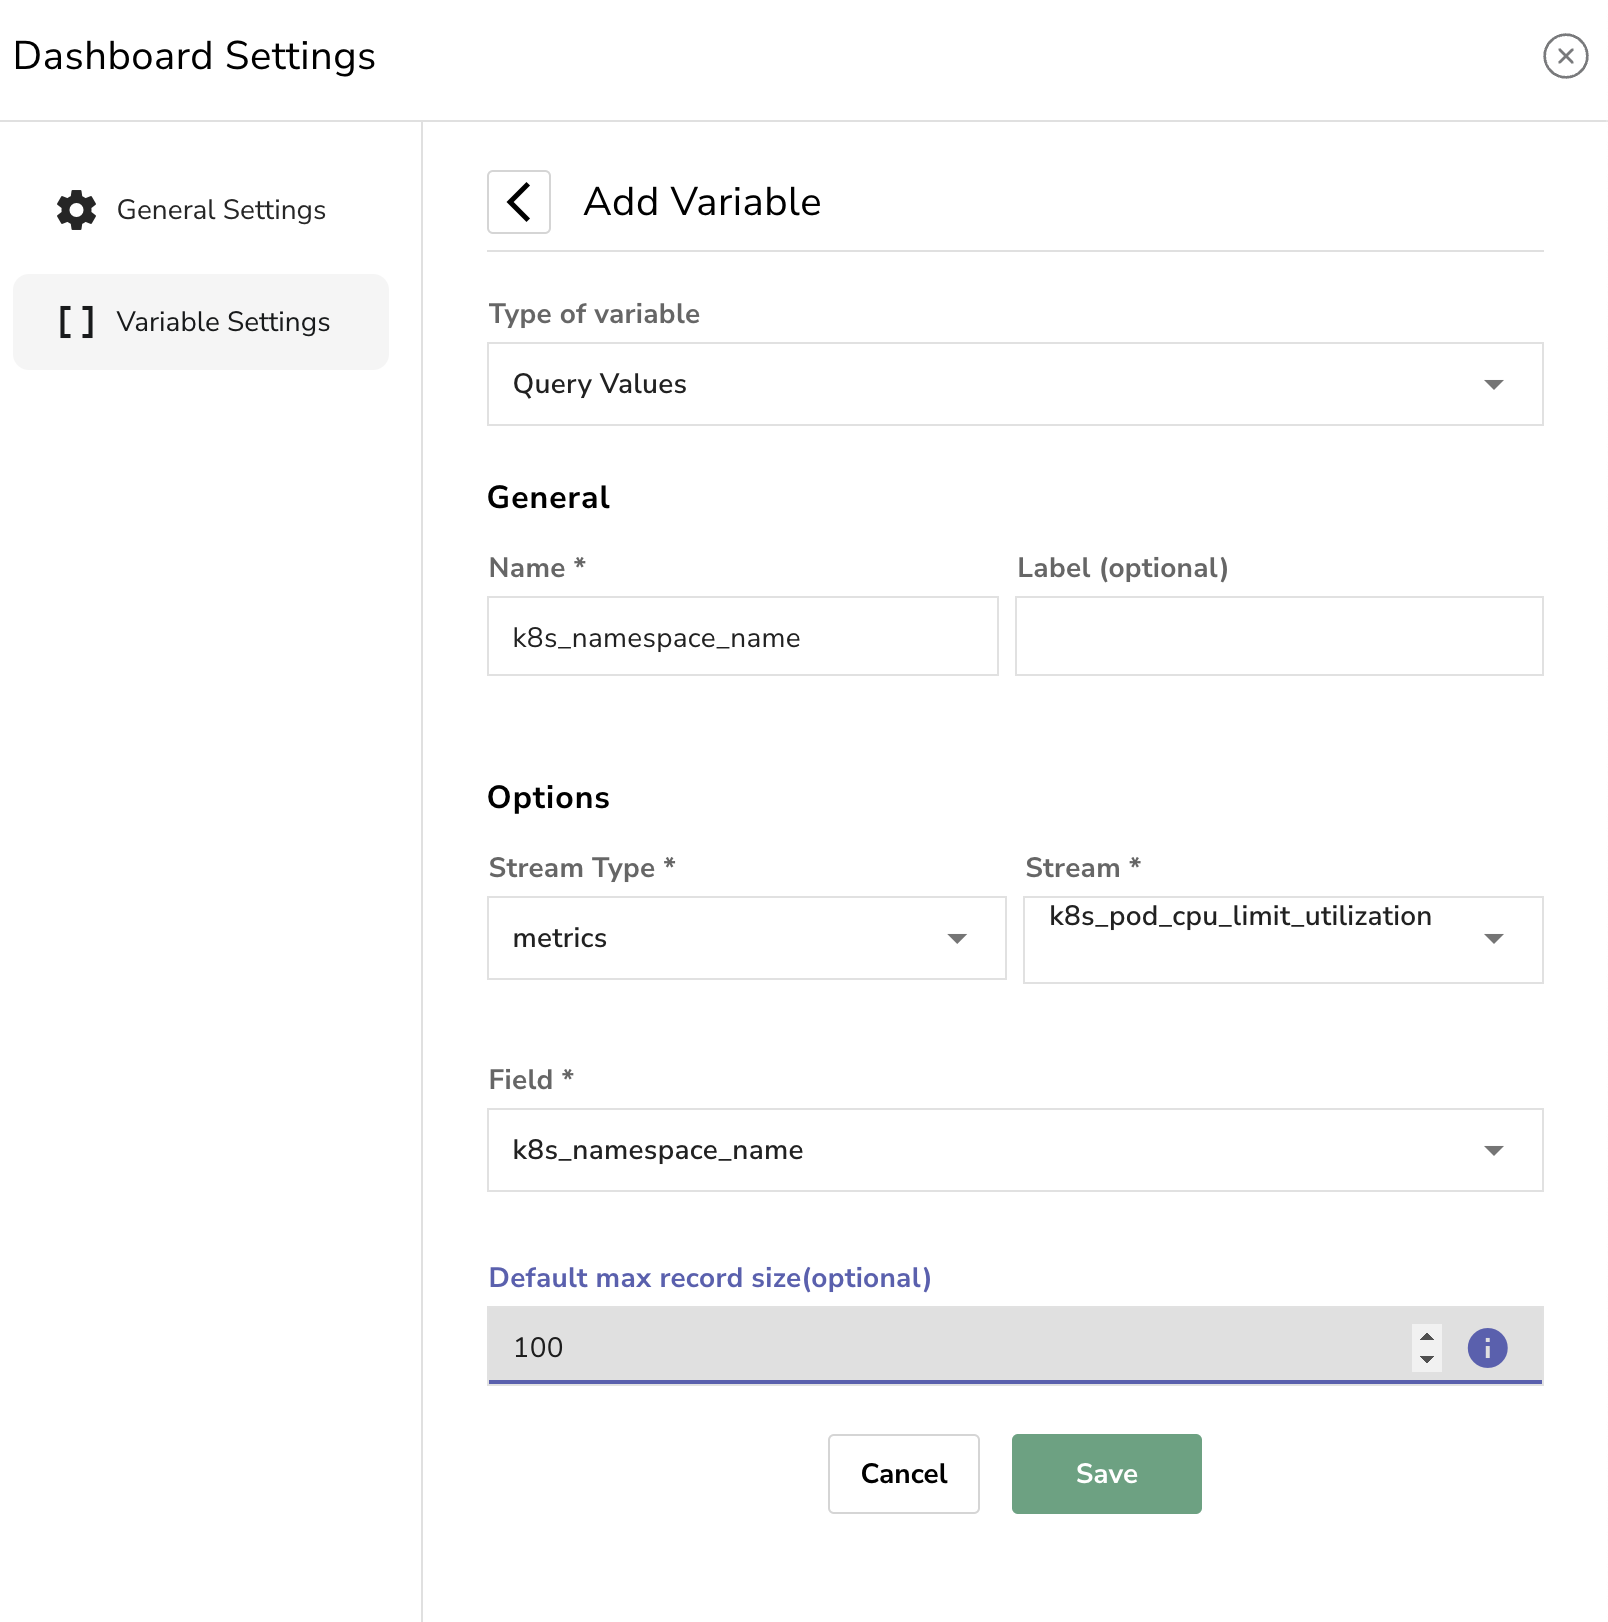 Dashboard Settings
General Settings
Variable Settings
Add Variable
Type of variable
Query Values
General
Name *
Label (optional)
k8s_namespace_name
Options
Stream Type *
Stream *
metrics
k8s_pod_cpu_limit_utilization
Field *
k8s_namespace_name
Default max record size(optional)
100
Cancel
Save